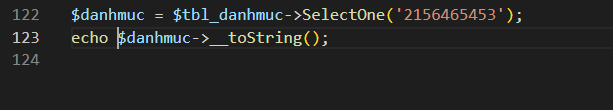 122 $danhmuc = $tbl_danhmuc->SelectOne('2156465453');
123 echo $danhmuc->__toString();
124